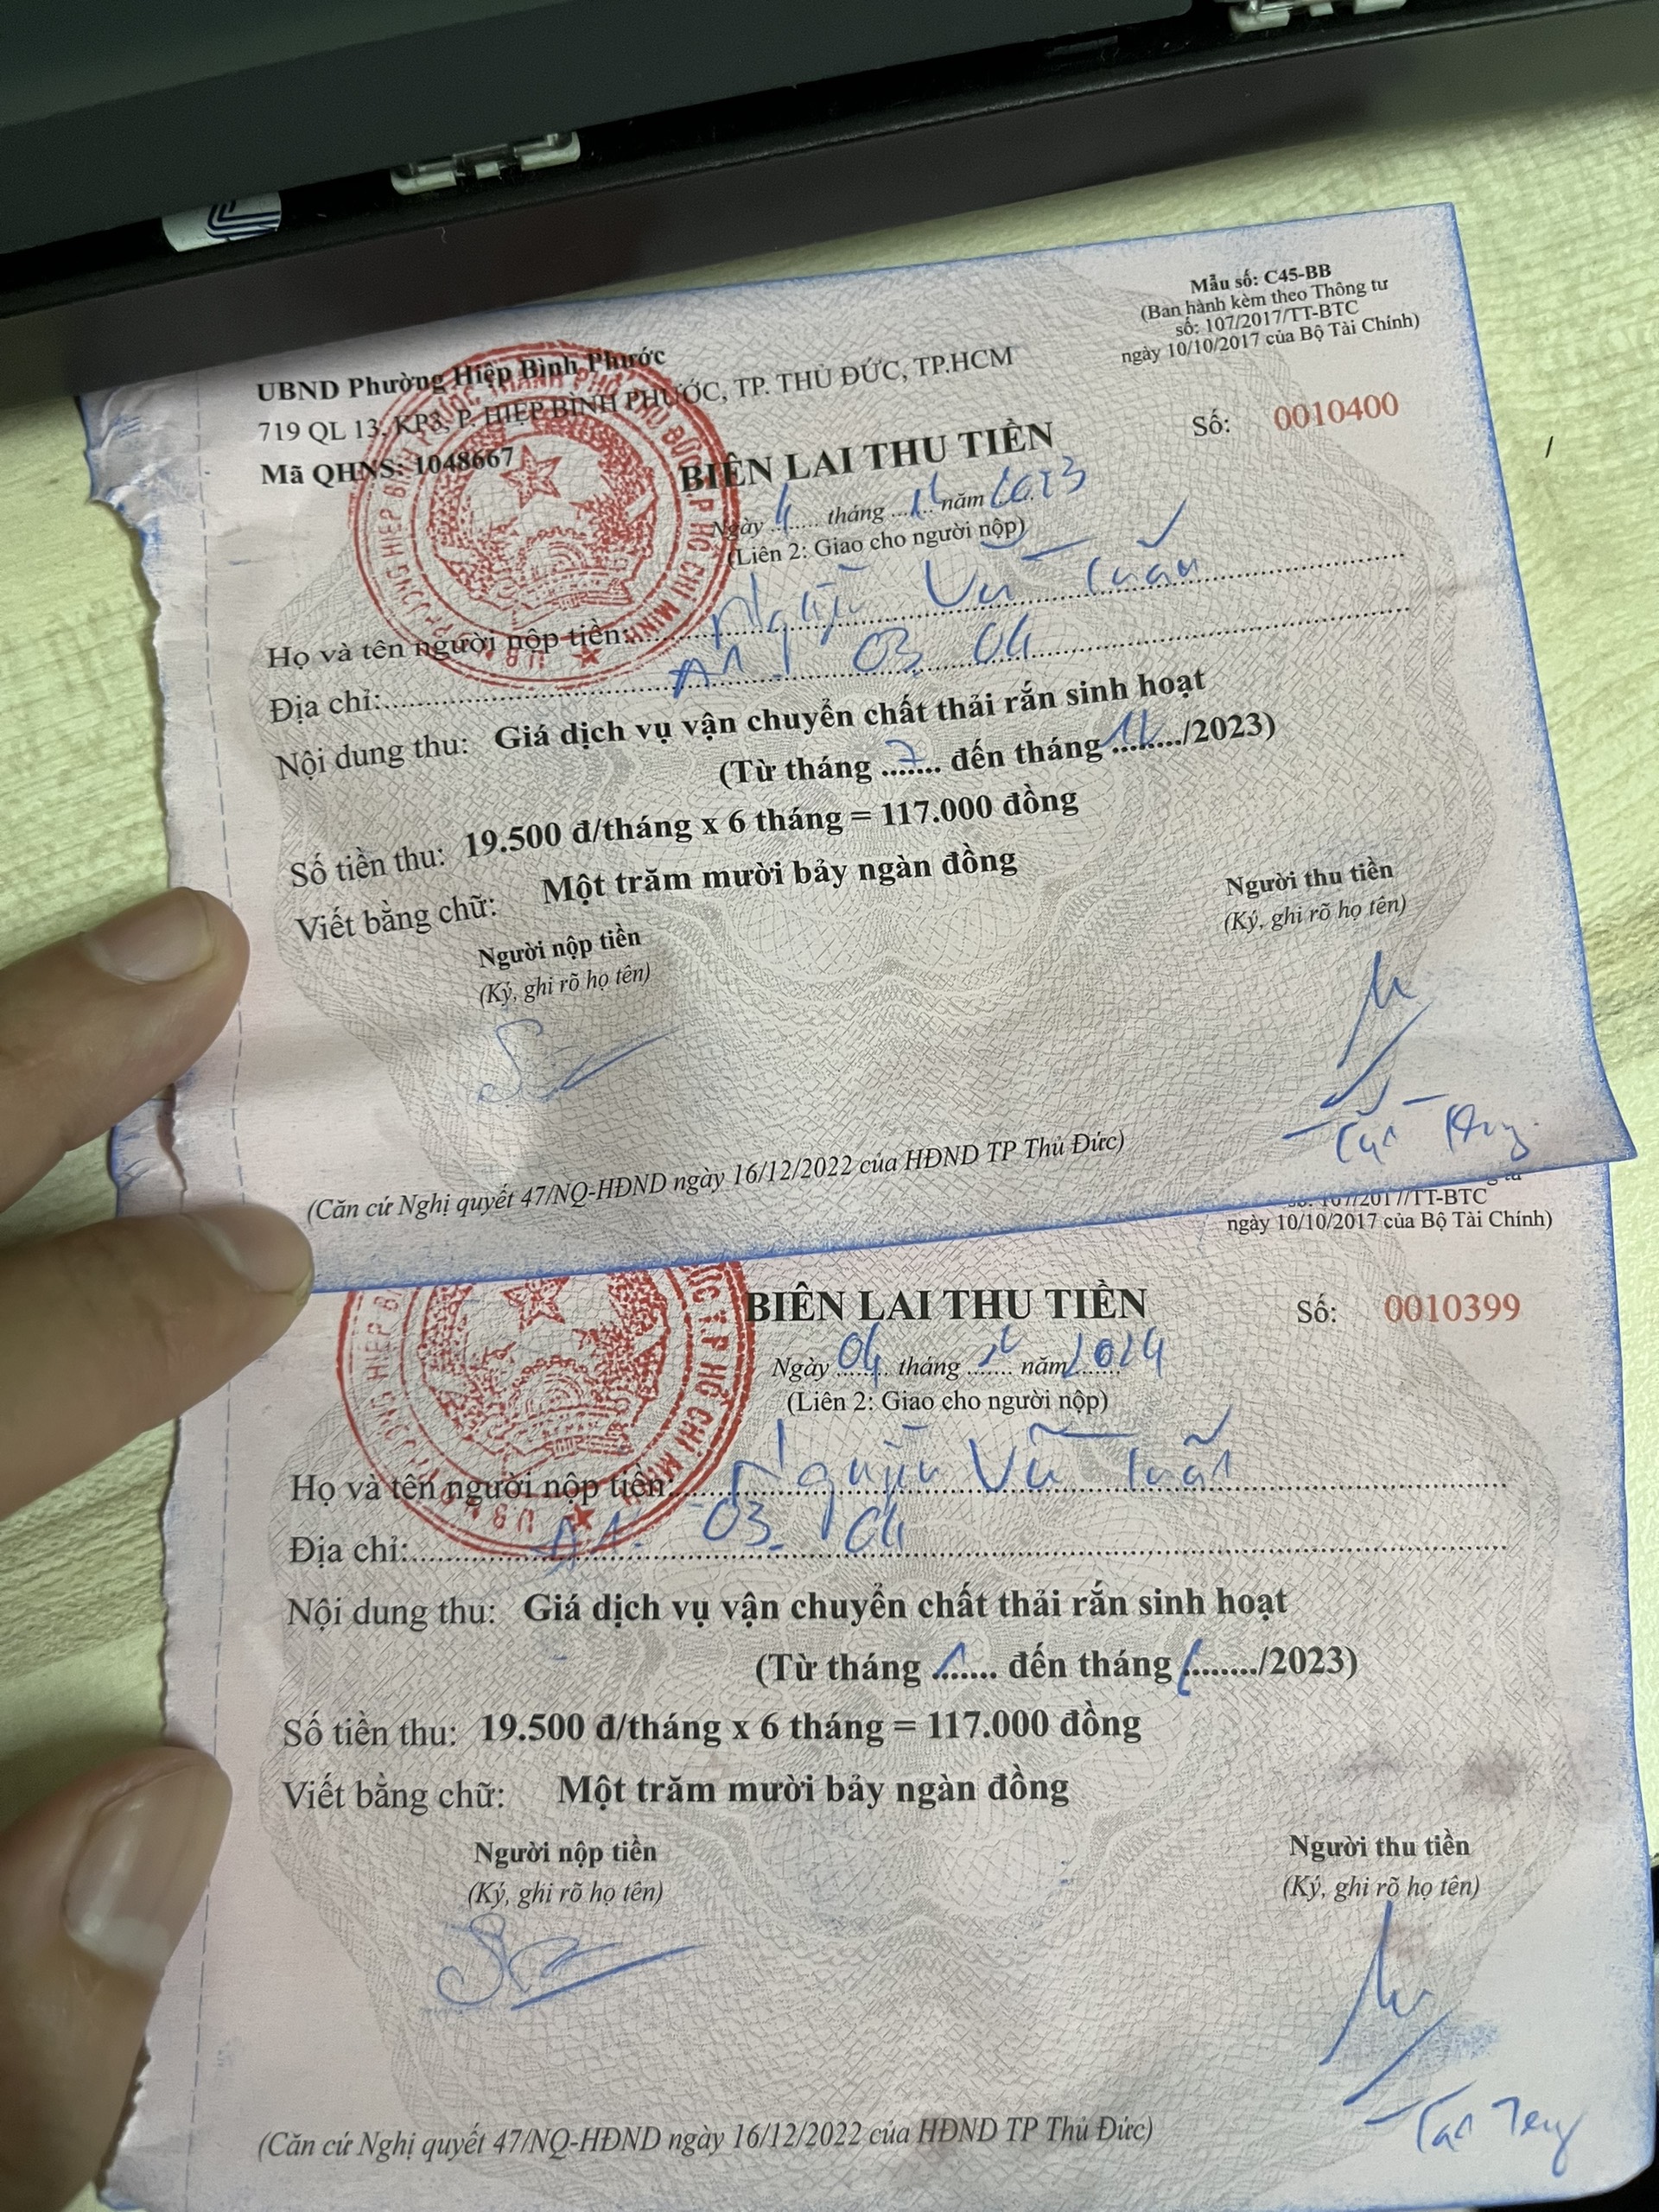 Mẫu số: C45-BB
(Ban hành kèm theo Thông tư
số: 107/2017/TT-BTC
ngày 10/10/2017 của Bộ Tài Chính)
UBND Phường Hiệp Bình Phước
719 QL 13, KP3, P. HIỆP BÌNH PHƯỚC, TP. THỦ ĐỨC, TP.HCM
Mã QHNS: 1048667
Số: 0010400
BIÊN LAI THU TIỀN
Ngày 4 tháng năm
(Liên 2: Giao cho người nộp)
Họ và tên người nộp tiền: Nguyễn Vũ Tuấn
Địa chỉ: A1. 03 04
Nội dung thu: Giá dịch vụ vận chuyển chất thải rắn sinh hoạt
(Từ tháng 7 đến tháng 12/2023)
Số tiền thu: 19.500 đ/tháng x 6 tháng = 117.000 đồng
Viết bằng chữ: Một trăm mười bảy ngàn đồng
Người nộp tiền Người thu tiền
(Ký, ghi rõ họ tên) (Ký, ghi rõ họ tên)
(Căn cứ Nghị quyết 47/NQ-HĐND ngày 16/12/2022 của HĐND TP Thủ Đức)
số: 107/2017/TT-BTC
ngày 10/10/2017 của Bộ Tài Chính)
BIÊN LAI THU TIỀN Số: 0010399
Ngày 04 tháng năm 2024
(Liên 2: Giao cho người nộp)
Họ và tên người nộp tiền: Nguyễn Vũ Tuấn
Địa chỉ: A1. 03. 04
Nội dung thu: Giá dịch vụ vận chuyển chất thải rắn sinh hoạt
(Từ tháng 1 đến tháng 6/2023)
Số tiền thu: 19.500 đ/tháng x 6 tháng = 117.000 đồng
Viết bằng chữ: Một trăm mười bảy ngàn đồng
Người nộp tiền Người thu tiền
(Ký, ghi rõ họ tên) (Ký, ghi rõ họ tên)
(Căn cứ Nghị quyết 47/NQ-HĐND ngày 16/12/2022 của HĐND TP Thủ Đức)